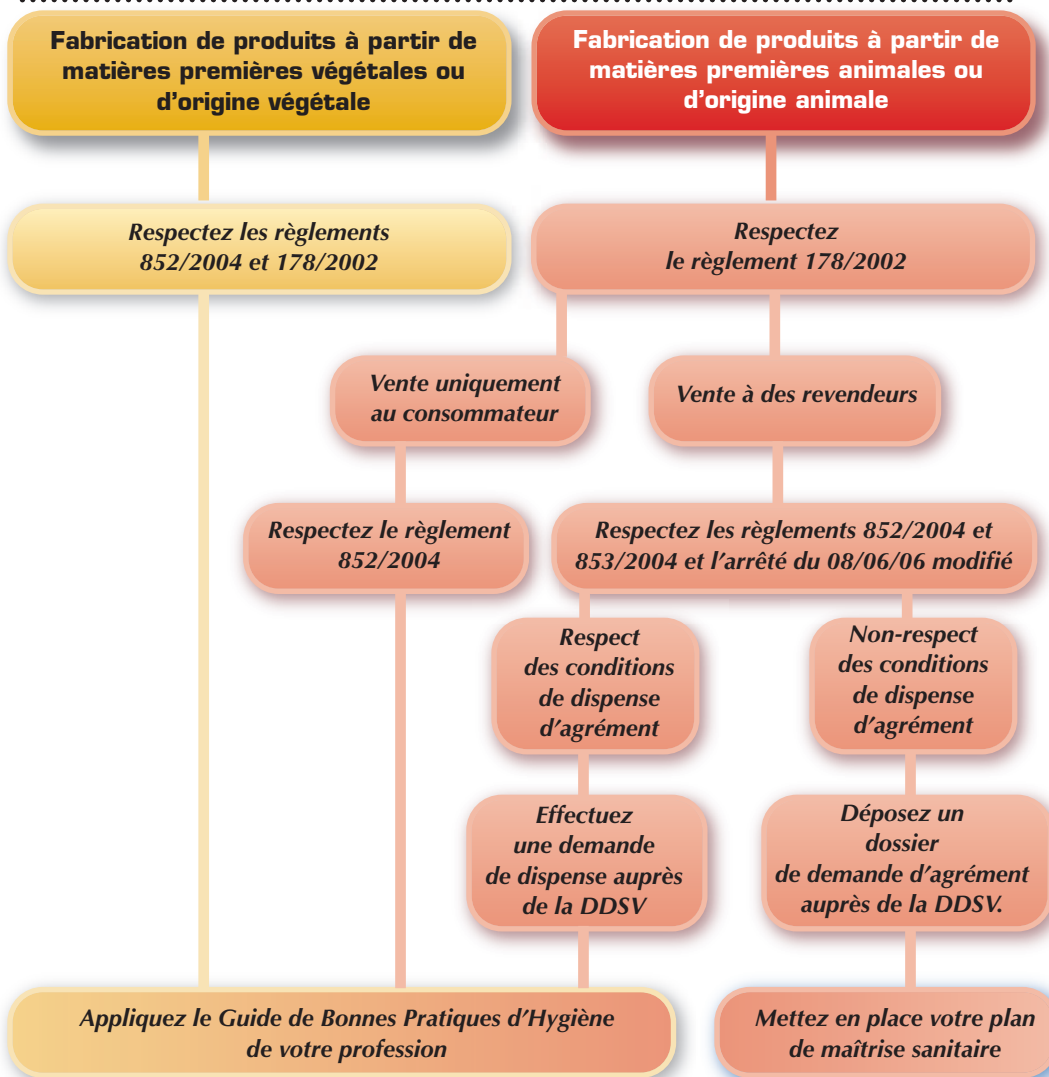 Fabrication de produits à partir de
matières premières végétales ou
d'origine végétale
Fabrication de produits à partir de
matières premières animales ou
d'origine animale
Respectez les règlements
852/2004 et 178/2002
Respectez
le règlement 178/2002
Vente uniquement
au consommateur
Vente à des revendeurs
Respectez le règlement
852/2004
Respectez les règlements 852/2004 et
853/2004 et l'arrêté du 08/06/06 modifié
Respect
des conditions
de dispense
d'agrément
Non-respect
des conditions
de dispense
d'agrément
Effectuez
une demande
de dispense auprès
de la DDSV
Déposez un
dossier
de demande d'agrément
auprès de la DDSV.
Appliquez le Guide de Bonnes Pratiques d'Hygiène
de votre profession
Mettez en place votre plan
de maîtrise sanitaire